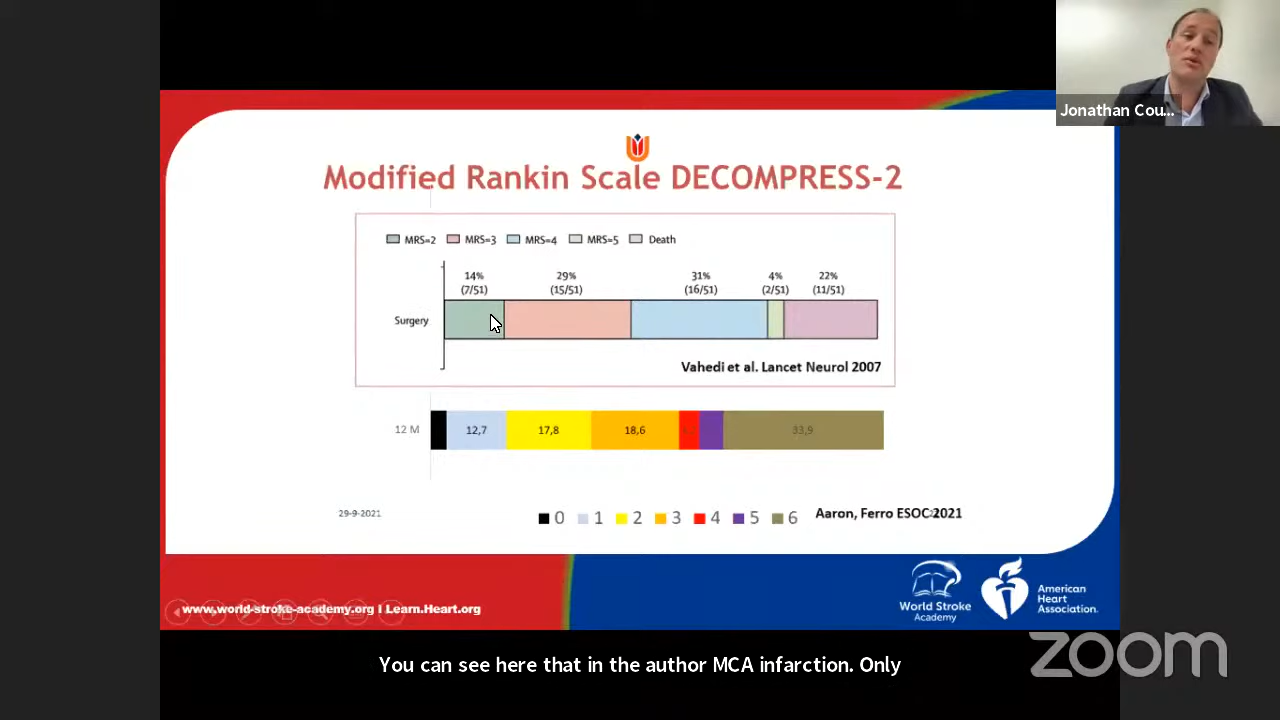 Jonathan Cou...
Modified Rankin Scale DECOMPRESS-2
MRS=2 MRS=3 MRS=4 MRS=5 Death
14% 29% 31% 4% 22%
(7/51) (15/51) (16/51) (2/51) (11/51)
Surgery
Vahedi et al. Lancet Neurol 2007
12 M 12,7 17,8 18,6 33,9
29-9-2021
0 1 2 3 4 5 6
Aaron, Ferro ESOC 2021
www.world-stroke-academy.org I Learn.Heart.org
World Stroke
Academy
American
Heart
Association.
You can see here that in the author MCA infarction. Only
zoom